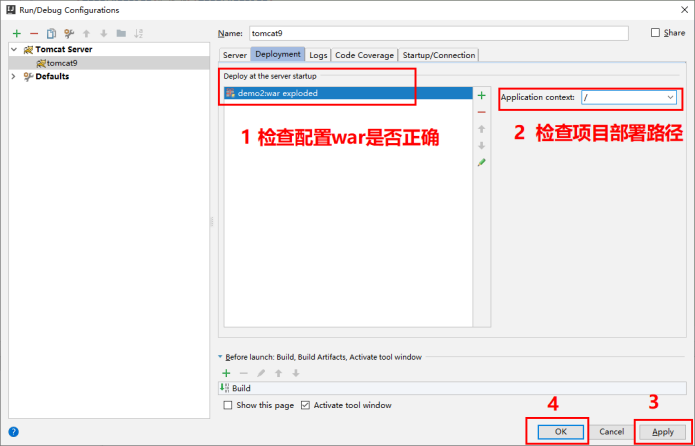 Run/Debug Configurations
Name: tomcat9
Share
Tomcat Server
tomcat9
Defaults
Server Deployment Logs Code Coverage Startup/Connection
Deploy at the server startup
demo2:war exploded
Application context: /
1 检查配置war是否正确
2 检查项目部署路径
Before launch: Build, Build Artifacts, Activate tool window
Build
Show this page Activate tool window
4
3
OK Cancel Apply